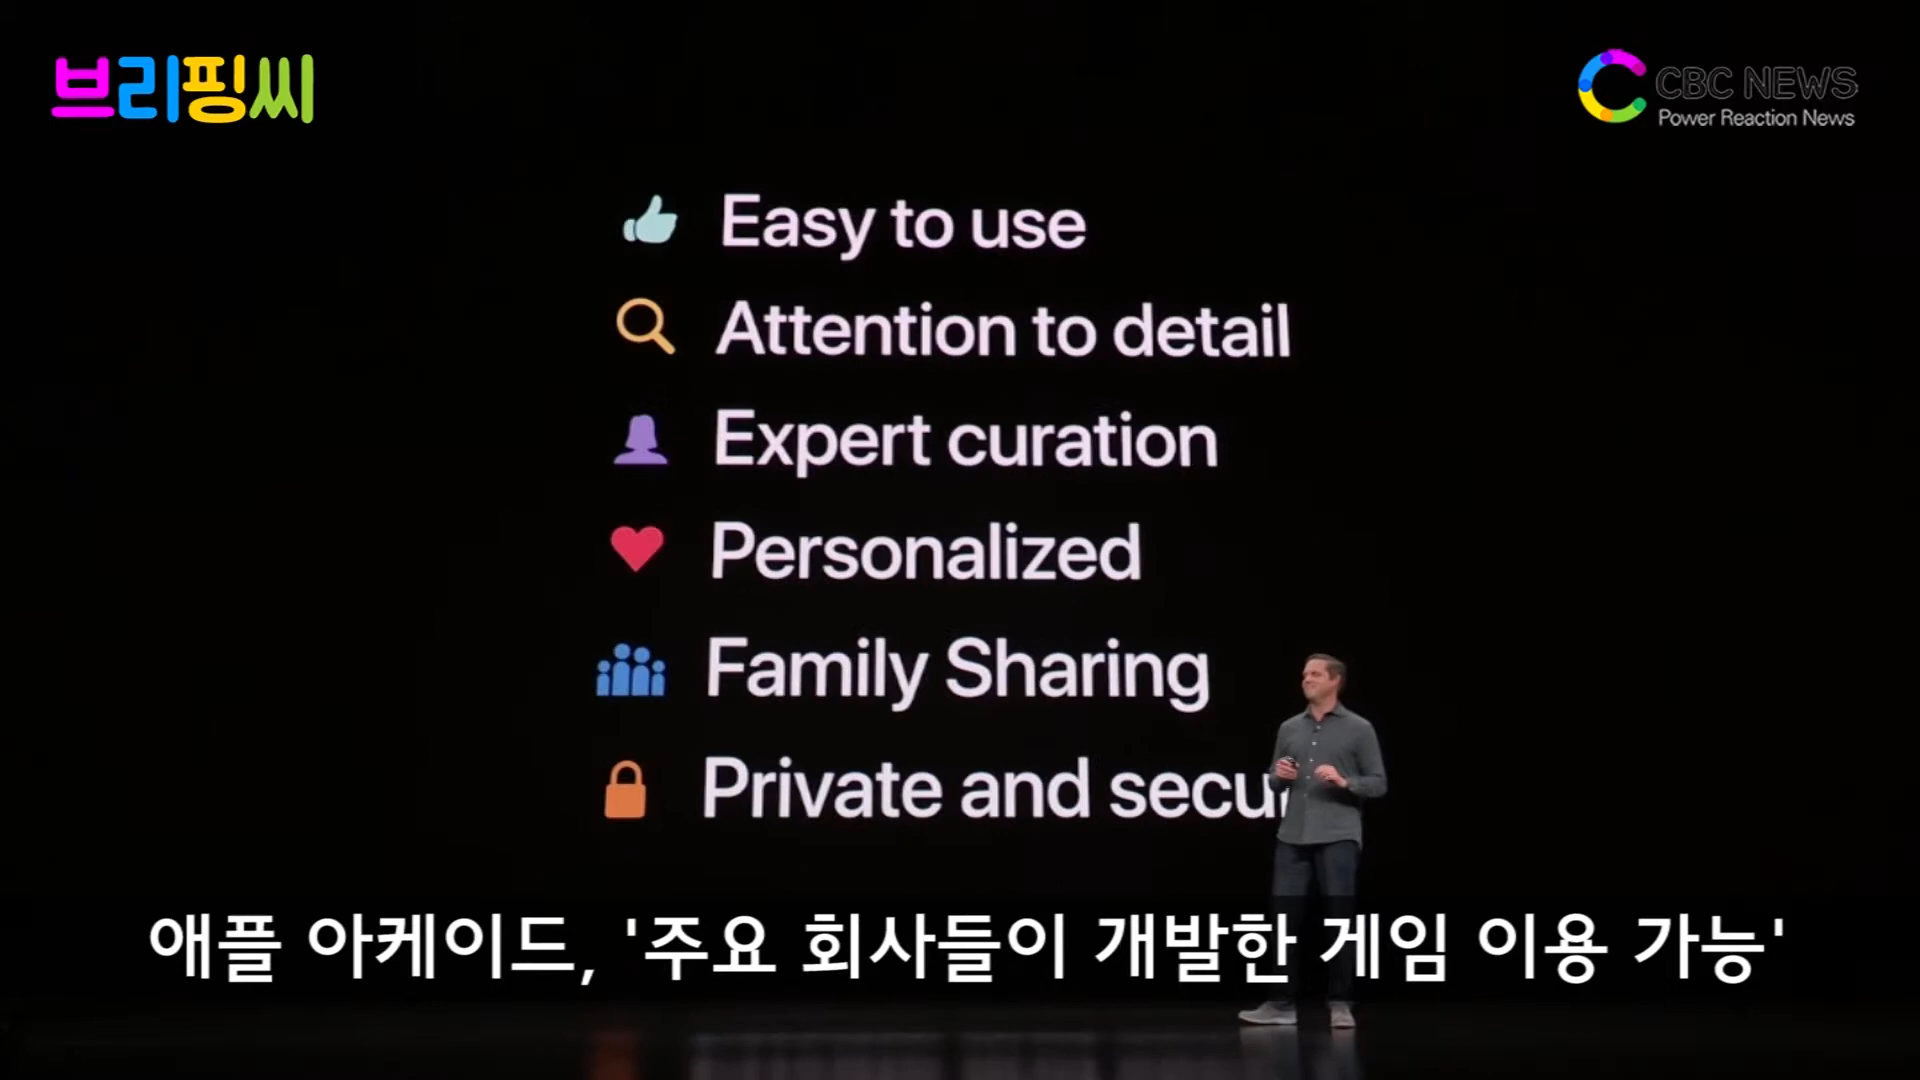 브리핑씨
CBC NEWS
Power Reaction News
Easy to use
Attention to detail
Expert curation
Personalized
Family Sharing
Private and secu
애플 아케이드, '주요 회사들이 개발한 게임 이용 가능'